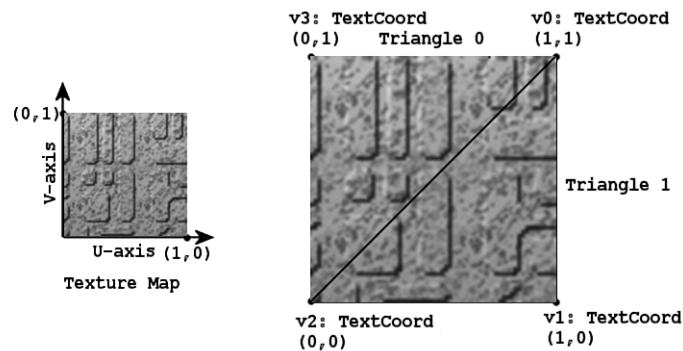 v3: TextCoord
(0,1)
Triangle 0
v0: TextCoord
(1,1)
(0,1)
V-axis
U-axis (1,0)
Texture Map
Triangle 1
v2: TextCoord
(0,0)
v1: TextCoord
(1,0)